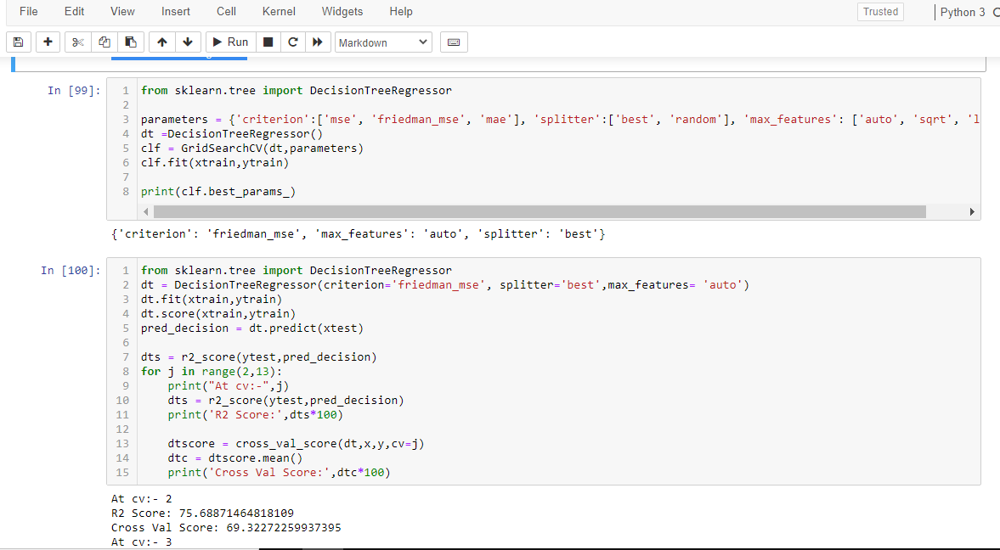 File Edit View Insert Cell Kernel Widgets Help Trusted Python 3
Run Markdown
In [99]:
1 from sklearn.tree import DecisionTreeRegressor
2
3 parameters = {'criterion':['mse', 'friedman_mse', 'mae'], 'splitter':['best', 'random'], 'max_features': ['auto', 'sqrt', 'l
4 dt =DecisionTreeRegressor()
5 clf = GridSearchCV(dt,parameters)
6 clf.fit(xtrain,ytrain)
7
8 print(clf.best_params_)
{'criterion': 'friedman_mse', 'max_features': 'auto', 'splitter': 'best'}
In [100]:
1 from sklearn.tree import DecisionTreeRegressor
2 dt = DecisionTreeRegressor(criterion='friedman_mse', splitter='best',max_features= 'auto')
3 dt.fit(xtrain,ytrain)
4 dt.score(xtrain,ytrain)
5 pred_decision = dt.predict(xtest)
6
7 dts = r2_score(ytest,pred_decision)
8 for j in range(2,13):
9     print("At cv:-",j)
10     dts = r2_score(ytest,pred_decision)
11     print('R2 Score:',dts*100)
12
13     dtscore = cross_val_score(dt,x,y,cv=j)
14     dtc = dtscore.mean()
15     print('Cross Val Score:',dtc*100)
At cv:- 2
R2 Score: 75.68871464818109
Cross Val Score: 69.32272259937395
At cv:- 3